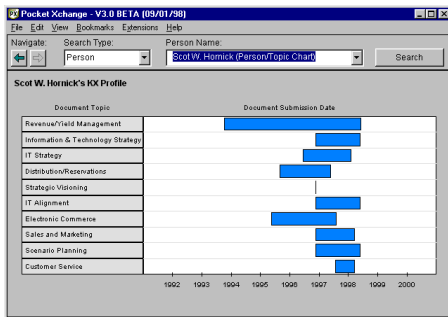 Pocket Xchange - V3.0 BETA (09/01/98)
File Edit View Bookmarks Extensions Help
Navigate: Search Type: Person Name:
Person Scot W. Hornick (Person/Topic Chart) Search
Scot W. Hornick's KX Profile
Document Topic Document Submission Date
Revenue/Yield Management
Information & Technology Strategy
IT Strategy
Distribution/Reservations
Strategic Visioning
IT Alignment
Electronic Commerce
Sales and Marketing
Scenario Planning
Customer Service
1992 1993 1994 1995 1996 1997 1998 1999 2000